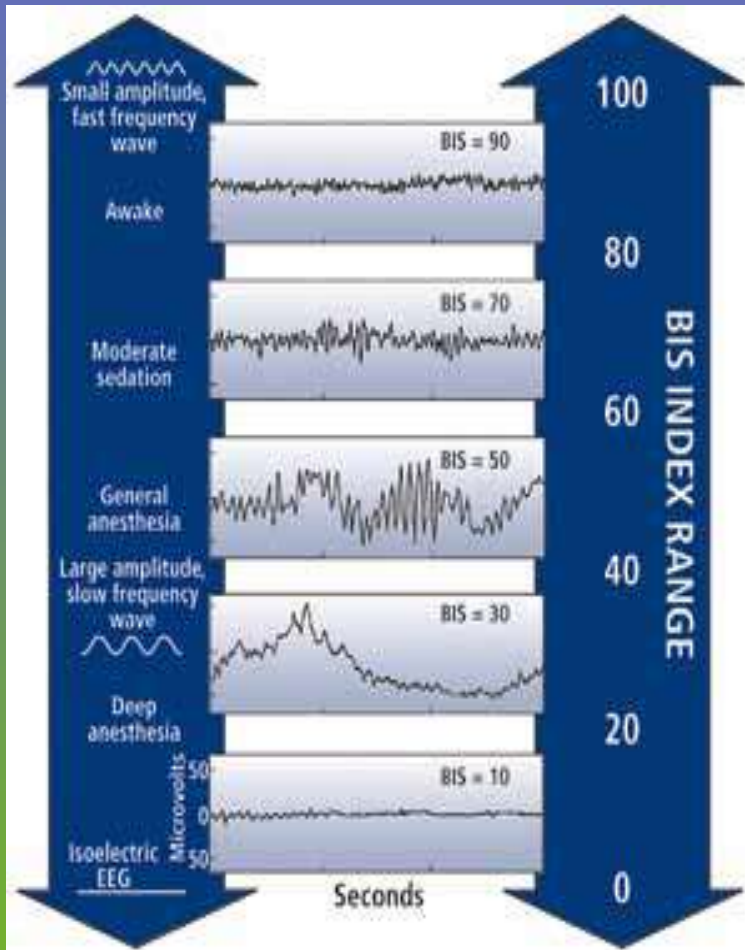 Small amplitude,
fast frequency
wave
Awake
Moderate
sedation
General
anesthesia
Large amplitude,
slow frequency
wave
Deep
anesthesia
Isoelectric
EEG
BIS = 90
BIS = 70
BIS = 50
BIS = 30
BIS = 10
Microvolts
50
0
50
Seconds
100
80
60
40
20
0
BIS INDEX RANGE